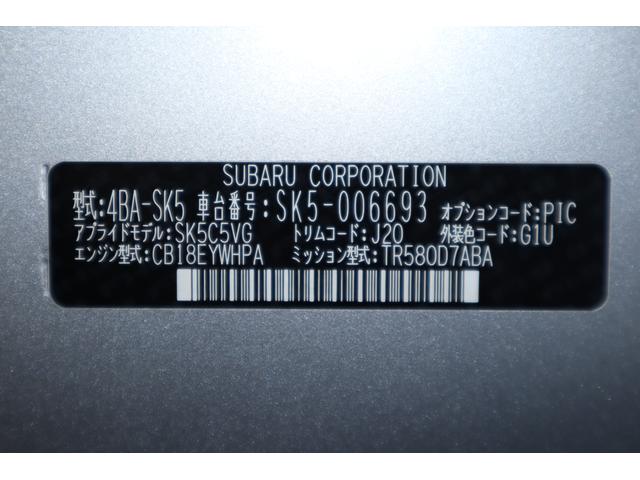 SUBARU CORPORATION
型式:4BA-SK5 車台番号:SK5-006693 オプションコード:PIC
アプライドモデル:SK5C5VG トリムコード:J20 外装色コード:G1U
エンジン型式:CB18EYWHPA ミッション型式:TR580D7ABA